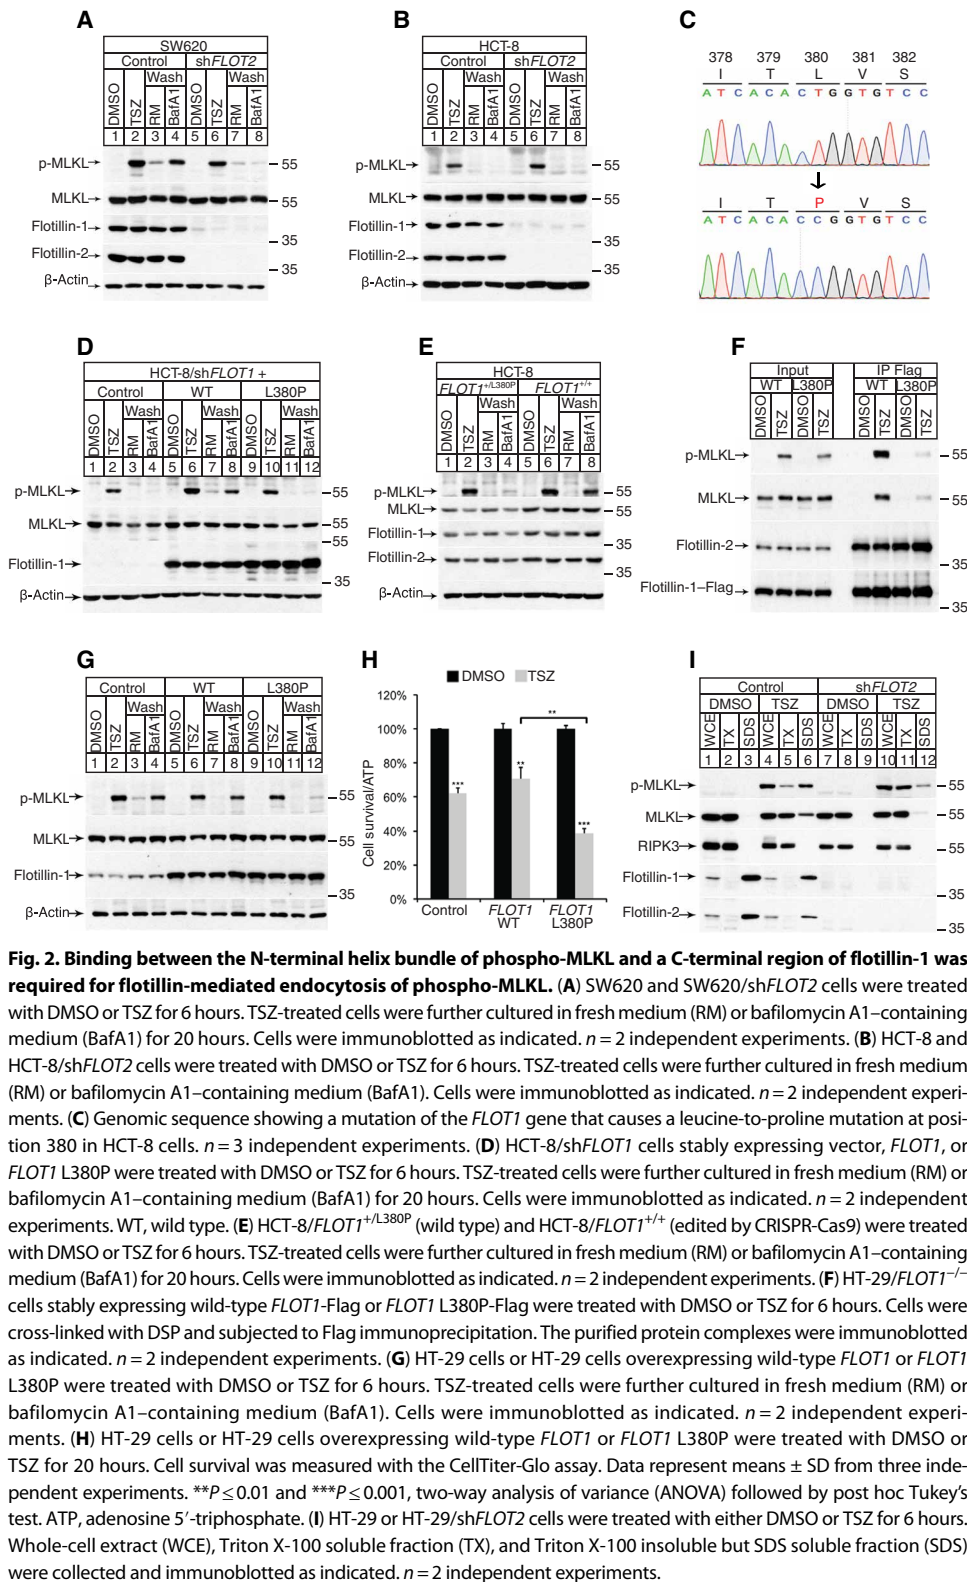 A
SW620
Control shFLOT2
Wash Wash
DMSO TSZ RM BafA1 DMSO TSZ RM BafA1
1 2 3 4 5 6 7 8
p-MLKL
55
MLKL
55
Flotillin-1
35
Flotillin-2
35
β-Actin
B
HCT-8
Control shFLOT2
Wash Wash
DMSO TSZ RM BafA1 DMSO TSZ RM BafA1
1 2 3 4 5 6 7 8
p-MLKL
55
MLKL
55
Flotillin-1
35
Flotillin-2
35
β-Actin
C
378 379 380 381 382
I T L V S
A T C A C A C T G G T G T C C
I T P V S
A T C A C A C C G G T G T C C
D
HCT-8/shFLOT1 +
Control WT L380P
Wash Wash Wash
DMSO TSZ RM BafA1 DMSO TSZ RM BafA1 DMSO TSZ RM BafA1
1 2 3 4 5 6 7 8 9 10 11 12
p-MLKL
55
MLKL
55
55
Flotillin-1
35
β-Actin
E
HCT-8
FLOT1+/L380P FLOT1+/+
Wash Wash
DMSO TSZ RM BafA1 DMSO TSZ RM BafA1
1 2 3 4 5 6 7 8
p-MLKL
55
MLKL
55
Flotillin-1
35
Flotillin-2
35
β-Actin
F
Input IP Flag
WT L380P WT L380P
DMSO TSZ DMSO TSZ DMSO TSZ DMSO TSZ
p-MLKL
55
MLKL
55
Flotillin-2
35
Flotillin-1–Flag
35
G
Control WT L380P
Wash Wash Wash
DMSO TSZ RM BafA1 DMSO TSZ RM BafA1 DMSO TSZ RM BafA1
1 2 3 4 5 6 7 8 9 10 11 12
p-MLKL
55
MLKL
55
Flotillin-1
35
β-Actin
H
DMSO TSZ
Cell survival/ATP
120%
100%
80%
60%
40%
20%
0%
***
**
**
***
Control FLOT1 FLOT1
WT L380P
I
Control shFLOT2
DMSO TSZ DMSO TSZ
WCE TX SDS WCE TX SDS WCE TX SDS WCE TX SDS
1 2 3 4 5 6 7 8 9 10 11 12
p-MLKL
55
MLKL
55
RIPK3
55
Flotillin-1
35
Flotillin-2
35
Fig. 2. Binding between the N-terminal helix bundle of phospho-MLKL and a C-terminal region of flotillin-1 was
required for flotillin-mediated endocytosis of phospho-MLKL. (A) SW620 and SW620/shFLOT2 cells were treated
with DMSO or TSZ for 6 hours. TSZ-treated cells were further cultured in fresh medium (RM) or bafilomycin A1–containing
medium (BafA1) for 20 hours. Cells were immunoblotted as indicated. n = 2 independent experiments. (B) HCT-8 and
HCT-8/shFLOT2 cells were treated with DMSO or TSZ for 6 hours. TSZ-treated cells were further cultured in fresh medium
(RM) or bafilomycin A1–containing medium (BafA1). Cells were immunoblotted as indicated. n = 2 independent experi-
ments. (C) Genomic sequence showing a mutation of the FLOT1 gene that causes a leucine-to-proline mutation at posi-
tion 380 in HCT-8 cells. n = 3 independent experiments. (D) HCT-8/shFLOT1 cells stably expressing vector, FLOT1, or
FLOT1 L380P were treated with DMSO or TSZ for 6 hours. TSZ-treated cells were further cultured in fresh medium (RM) or
bafilomycin A1–containing medium (BafA1) for 20 hours. Cells were immunoblotted as indicated. n = 2 independent
experiments. WT, wild type. (E) HCT-8/FLOT1+/L380P (wild type) and HCT-8/FLOT1+/+ (edited by CRISPR-Cas9) were treated
with DMSO or TSZ for 6 hours. TSZ-treated cells were further cultured in fresh medium (RM) or bafilomycin A1–containing
medium (BafA1) for 20 hours. Cells were immunoblotted as indicated. n = 2 independent experiments. (F) HT-29/FLOT1−/−
cells stably expressing wild-type FLOT1-Flag or FLOT1 L380P-Flag were treated with DMSO or TSZ for 6 hours. Cells were
cross-linked with DSP and subjected to Flag immunoprecipitation. The purified protein complexes were immunoblotted
as indicated. n = 2 independent experiments. (G) HT-29 cells or HT-29 cells overexpressing wild-type FLOT1 or FLOT1
L380P were treated with DMSO or TSZ for 6 hours. TSZ-treated cells were further cultured in fresh medium (RM) or
bafilomycin A1–containing medium (BafA1). Cells were immunoblotted as indicated. n = 2 independent experi-
ments. (H) HT-29 cells or HT-29 cells overexpressing wild-type FLOT1 or FLOT1 L380P were treated with DMSO or
TSZ for 20 hours. Cell survival was measured with the CellTiter-Glo assay. Data represent means ± SD from three inde-
pendent experiments. **P ≤ 0.01 and ***P ≤ 0.001, two-way analysis of variance (ANOVA) followed by post hoc Tukey's
test. ATP, adenosine 5′-triphosphate. (I) HT-29 or HT-29/shFLOT2 cells were treated with either DMSO or TSZ for 6 hours.
Whole-cell extract (WCE), Triton X-100 soluble fraction (TX), and Triton X-100 insoluble but SDS soluble fraction (SDS)
were collected and immunoblotted as indicated. n = 2 independent experiments.